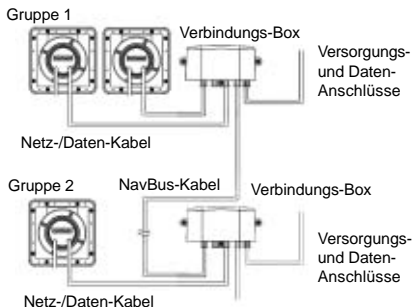 Gruppe 1
Verbindungs-Box
Versorgungs-
und Daten-
Anschlüsse
Netz-/Daten-Kabel
Gruppe 2
NavBus-Kabel
Verbindungs-Box
Versorgungs-
und Daten-
Anschlüsse
Netz-/Daten-Kabel